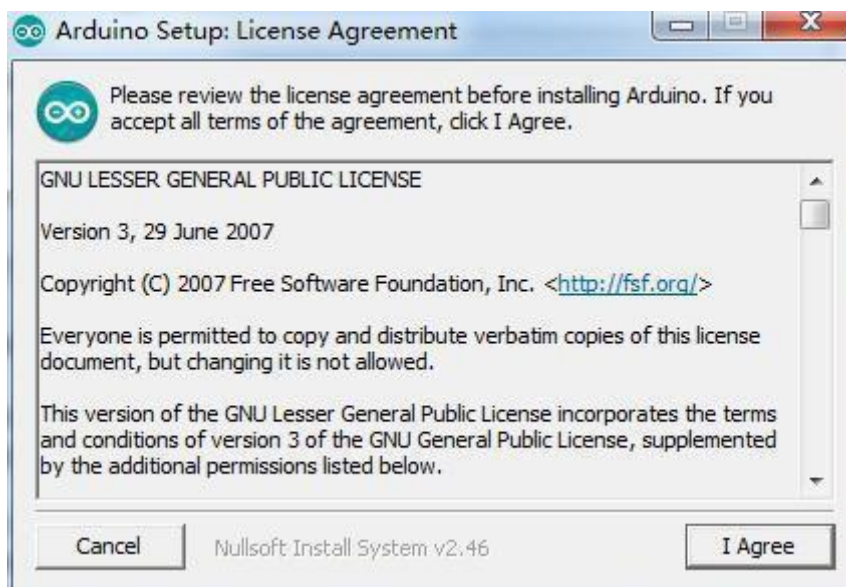 Arduino Setup: License Agreement
Please review the license agreement before installing Arduino. If you
accept all terms of the agreement, click I Agree.
GNU LESSER GENERAL PUBLIC LICENSE
Version 3, 29 June 2007
Copyright (C) 2007 Free Software Foundation, Inc. <http://fsf.org/>
Everyone is permitted to copy and distribute verbatim copies of this license
document, but changing it is not allowed.
This version of the GNU Lesser General Public License incorporates the terms
and conditions of version 3 of the GNU General Public License, supplemented
by the additional permissions listed below.
Cancel
Nullsoft Install System v2.46
I Agree